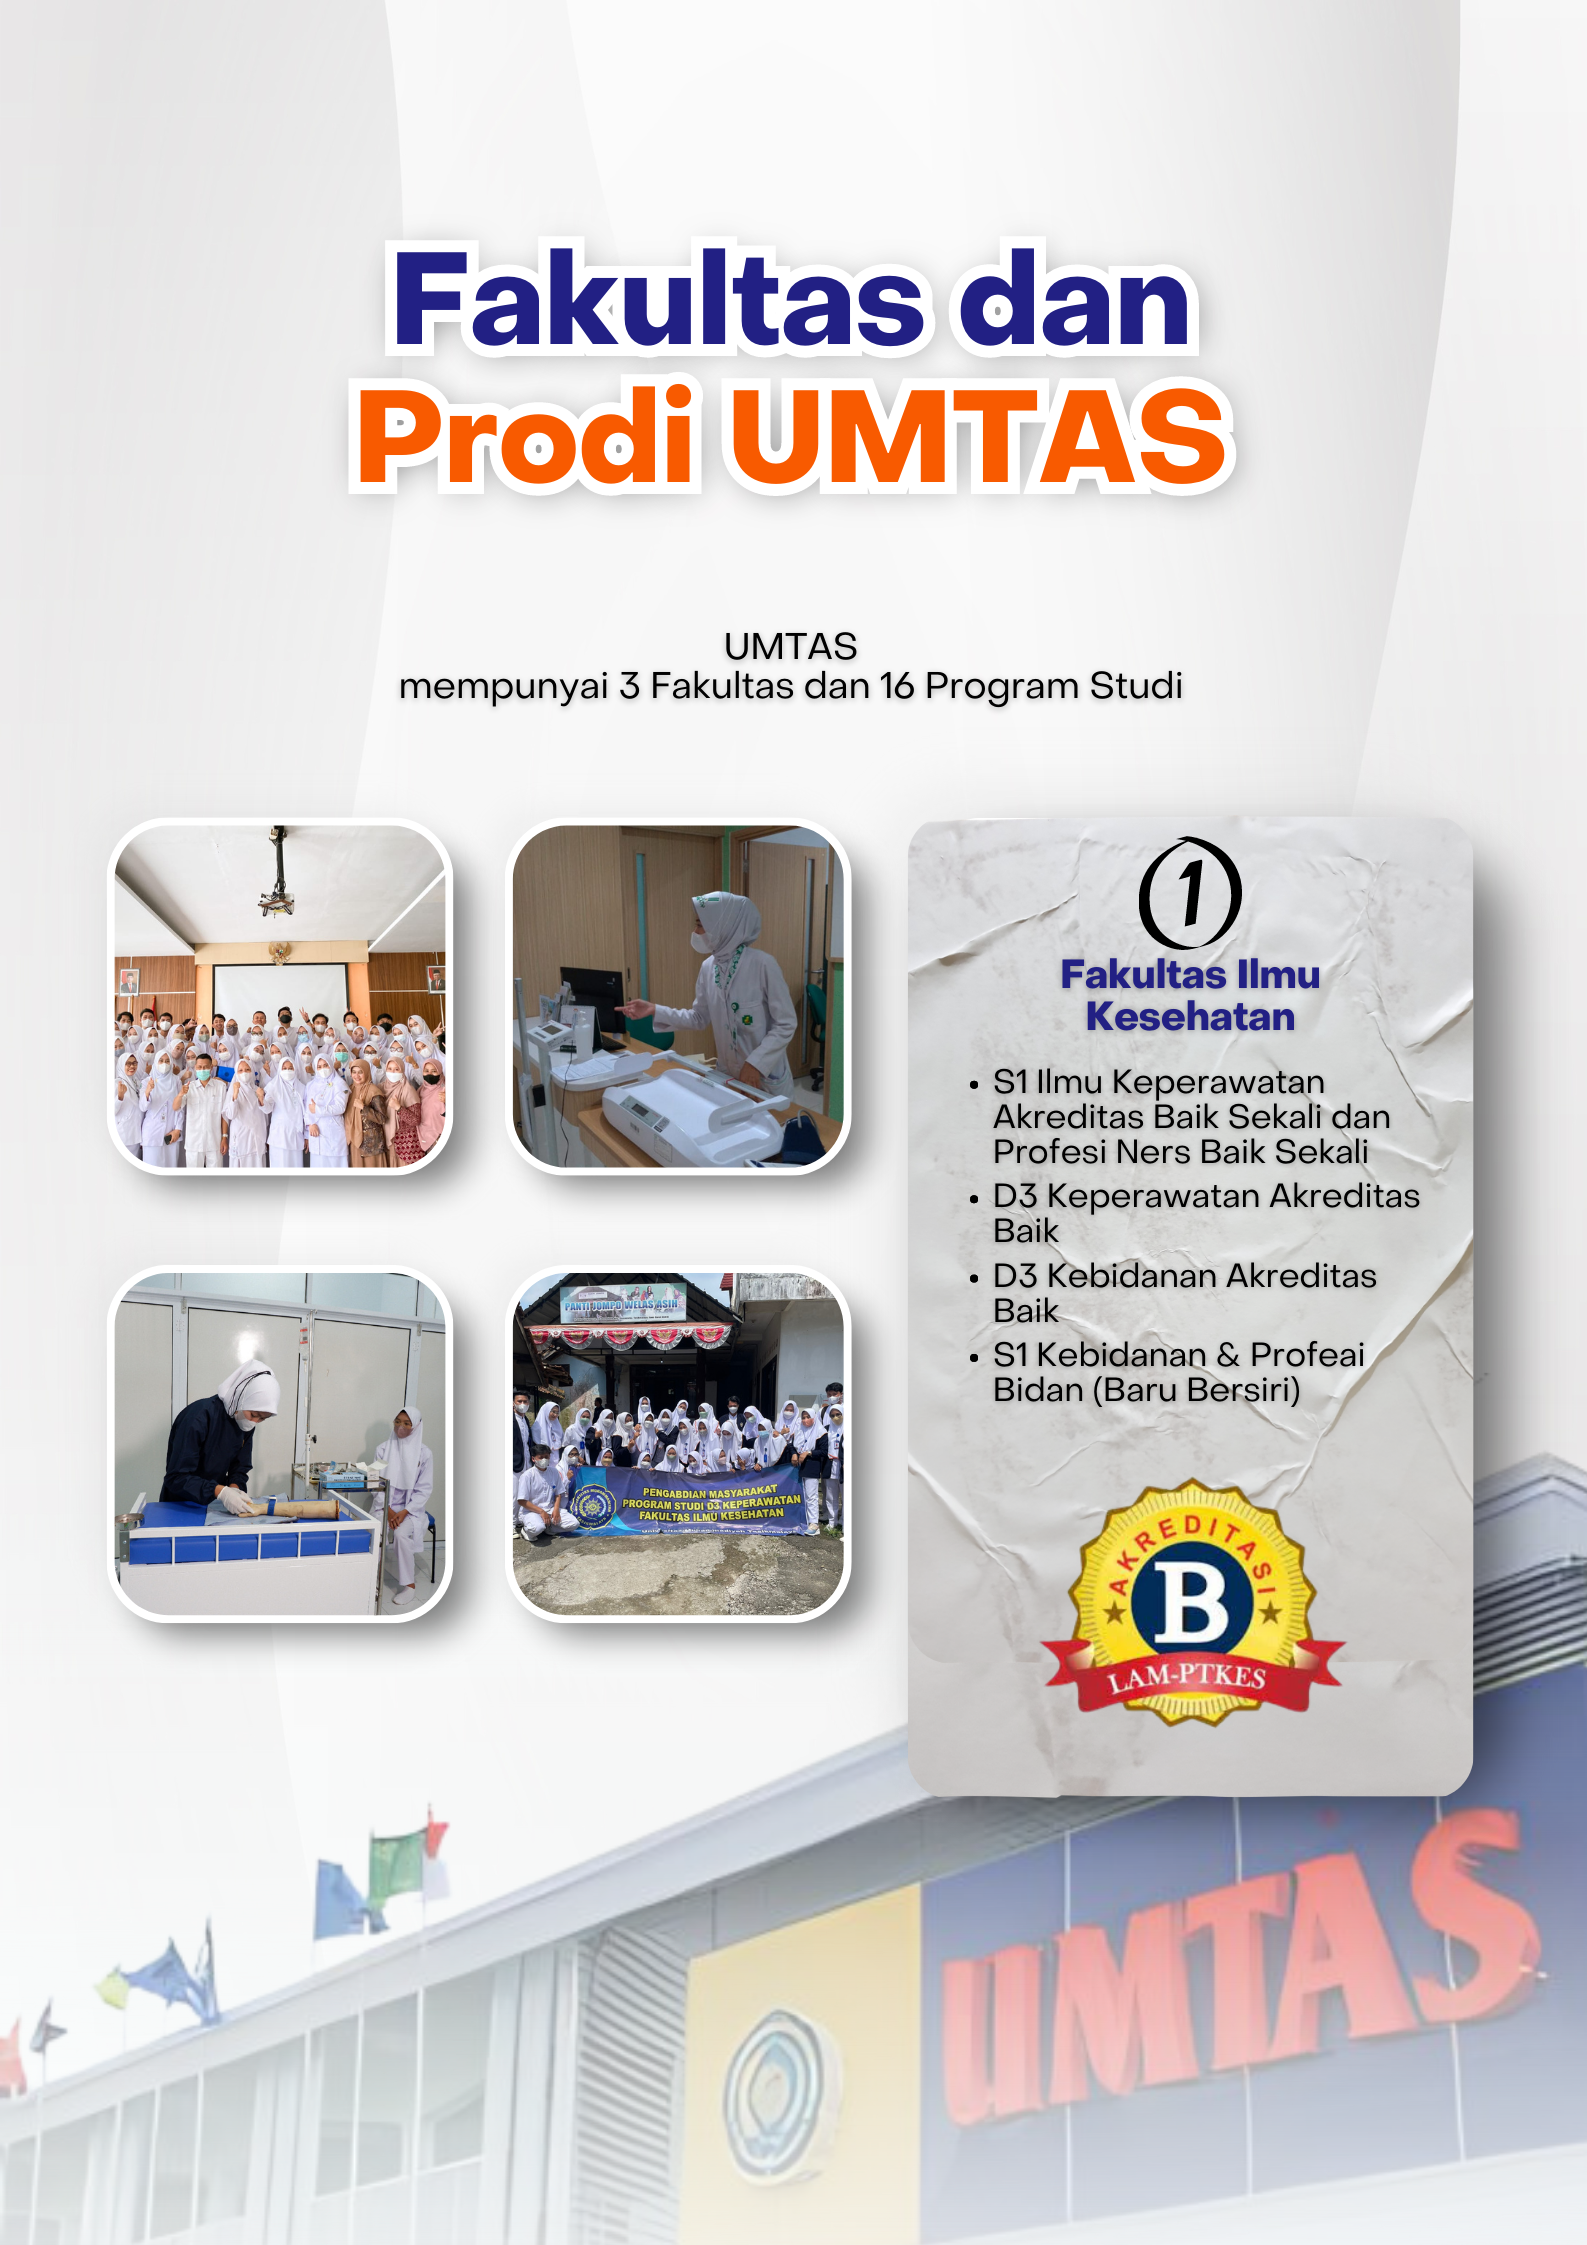 Fakultas dan
Prodi UMTAS
UMTAS
mempunyai 3 Fakultas dan 16 Program Studi
1
Fakultas Ilmu
Kesehatan
• S1 Ilmu Keperawatan
Akreditas Baik Sekali dan
Profesi Ners Baik Sekali
• D3 Keperawatan Akreditas
Baik
• D3 Kebidanan Akreditas
Baik
• S1 Kebidanan & Profeai
Bidan (Baru Bersiri)
PANTI JOMPO WELAS ASIH
PENGABDIAN MASYARAKAT
PROGRAM STUDI D3 KEPERAWATAN
FAKULTAS ILMU KESEHATAN
AKREDITASI
B
LAM-PTKES
UMTAS